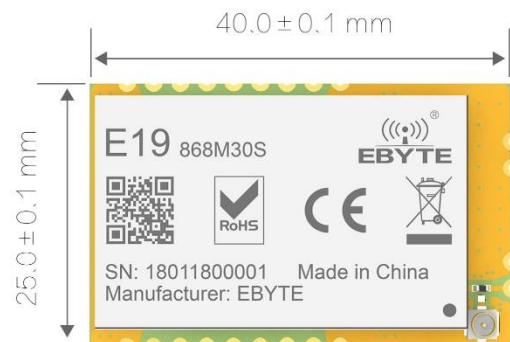 40.0 ± 0.1 mm
25.0 ± 0.1 mm
E19 868M30S
EBYTE ®
RoHS
CE
SN: 18011800001 Made in China
Manufacturer: EBYTE